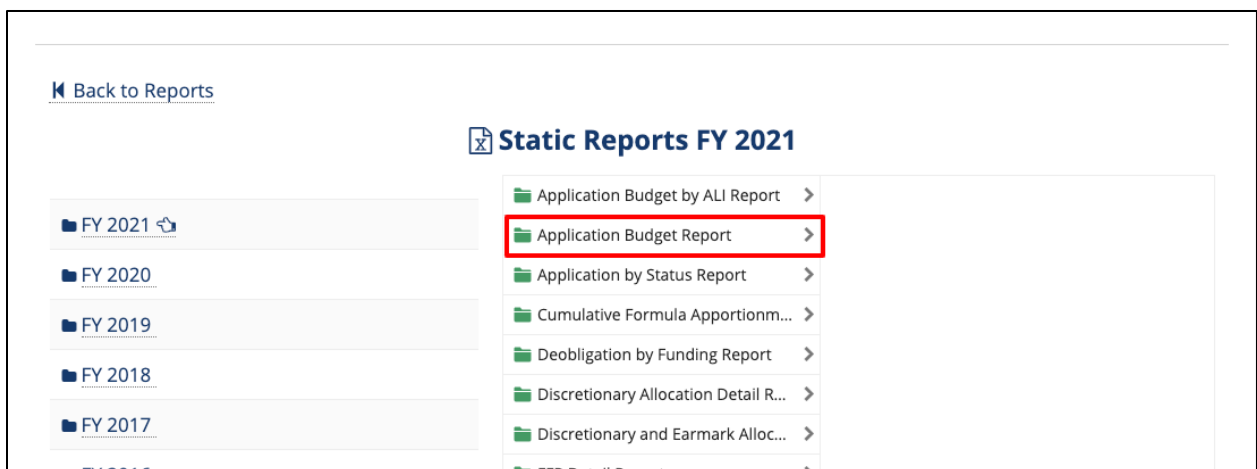 Back to Reports
Static Reports FY 2021
FY 2021
FY 2020
FY 2019
FY 2018
FY 2017
Application Budget by ALI Report
Application Budget Report
Application by Status Report
Cumulative Formula Apportionm...
Deobligation by Funding Report
Discretionary Allocation Detail R...
Discretionary and Earmark Alloc...